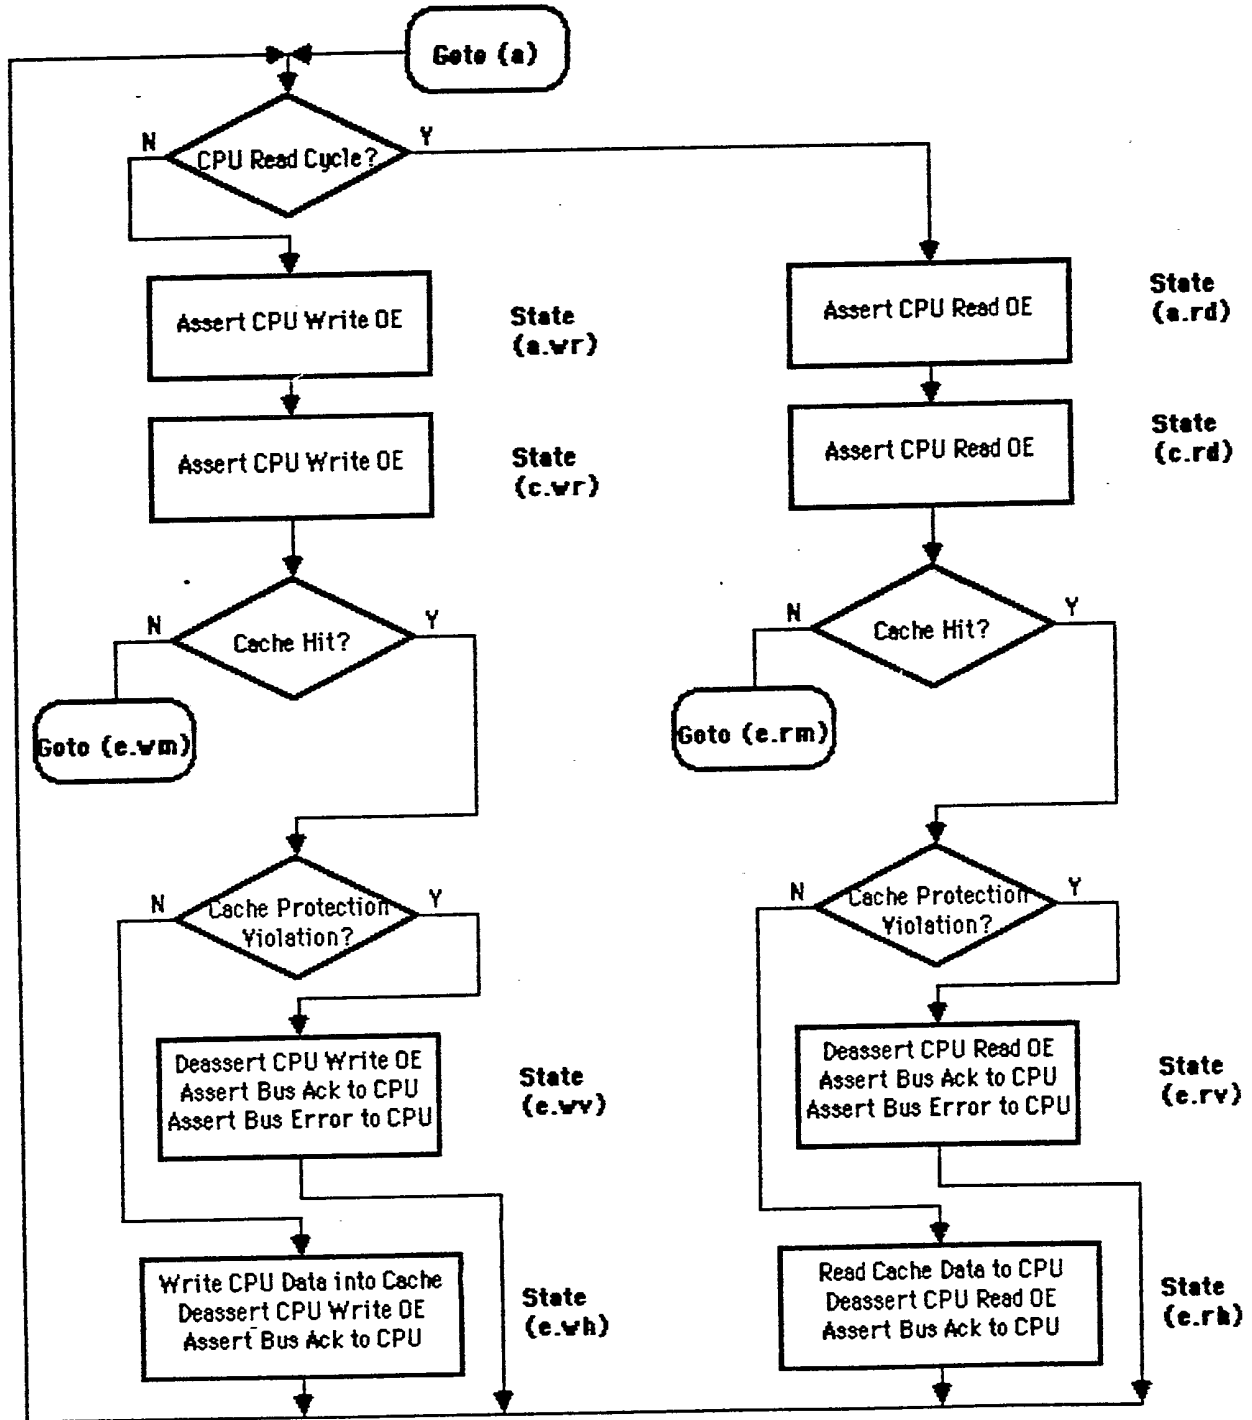 Goto (a)
N
Y
CPU Read Cycle?
Assert CPU Write OE
State
(a.wr)
Assert CPU Read OE
State
(a.rd)
Assert CPU Write OE
State
(c.wr)
Assert CPU Read OE
State
(c.rd)
N
Cache Hit?
Y
N
Cache Hit?
Y
Goto (e.wm)
Goto (e.rm)
N
Cache Protection
Violation?
Y
N
Cache Protection
Violation?
Y
Deassert CPU Write OE
Assert Bus Ack to CPU
Assert Bus Error to CPU
State
(e.wv)
Deassert CPU Read OE
Assert Bus Ack to CPU
Assert Bus Error to CPU
State
(e.rv)
Write CPU Data into Cache
Deassert CPU Write OE
Assert Bus Ack to CPU
State
(e.wh)
Read Cache Data to CPU
Deassert CPU Read OE
Assert Bus Ack to CPU
State
(e.rh)